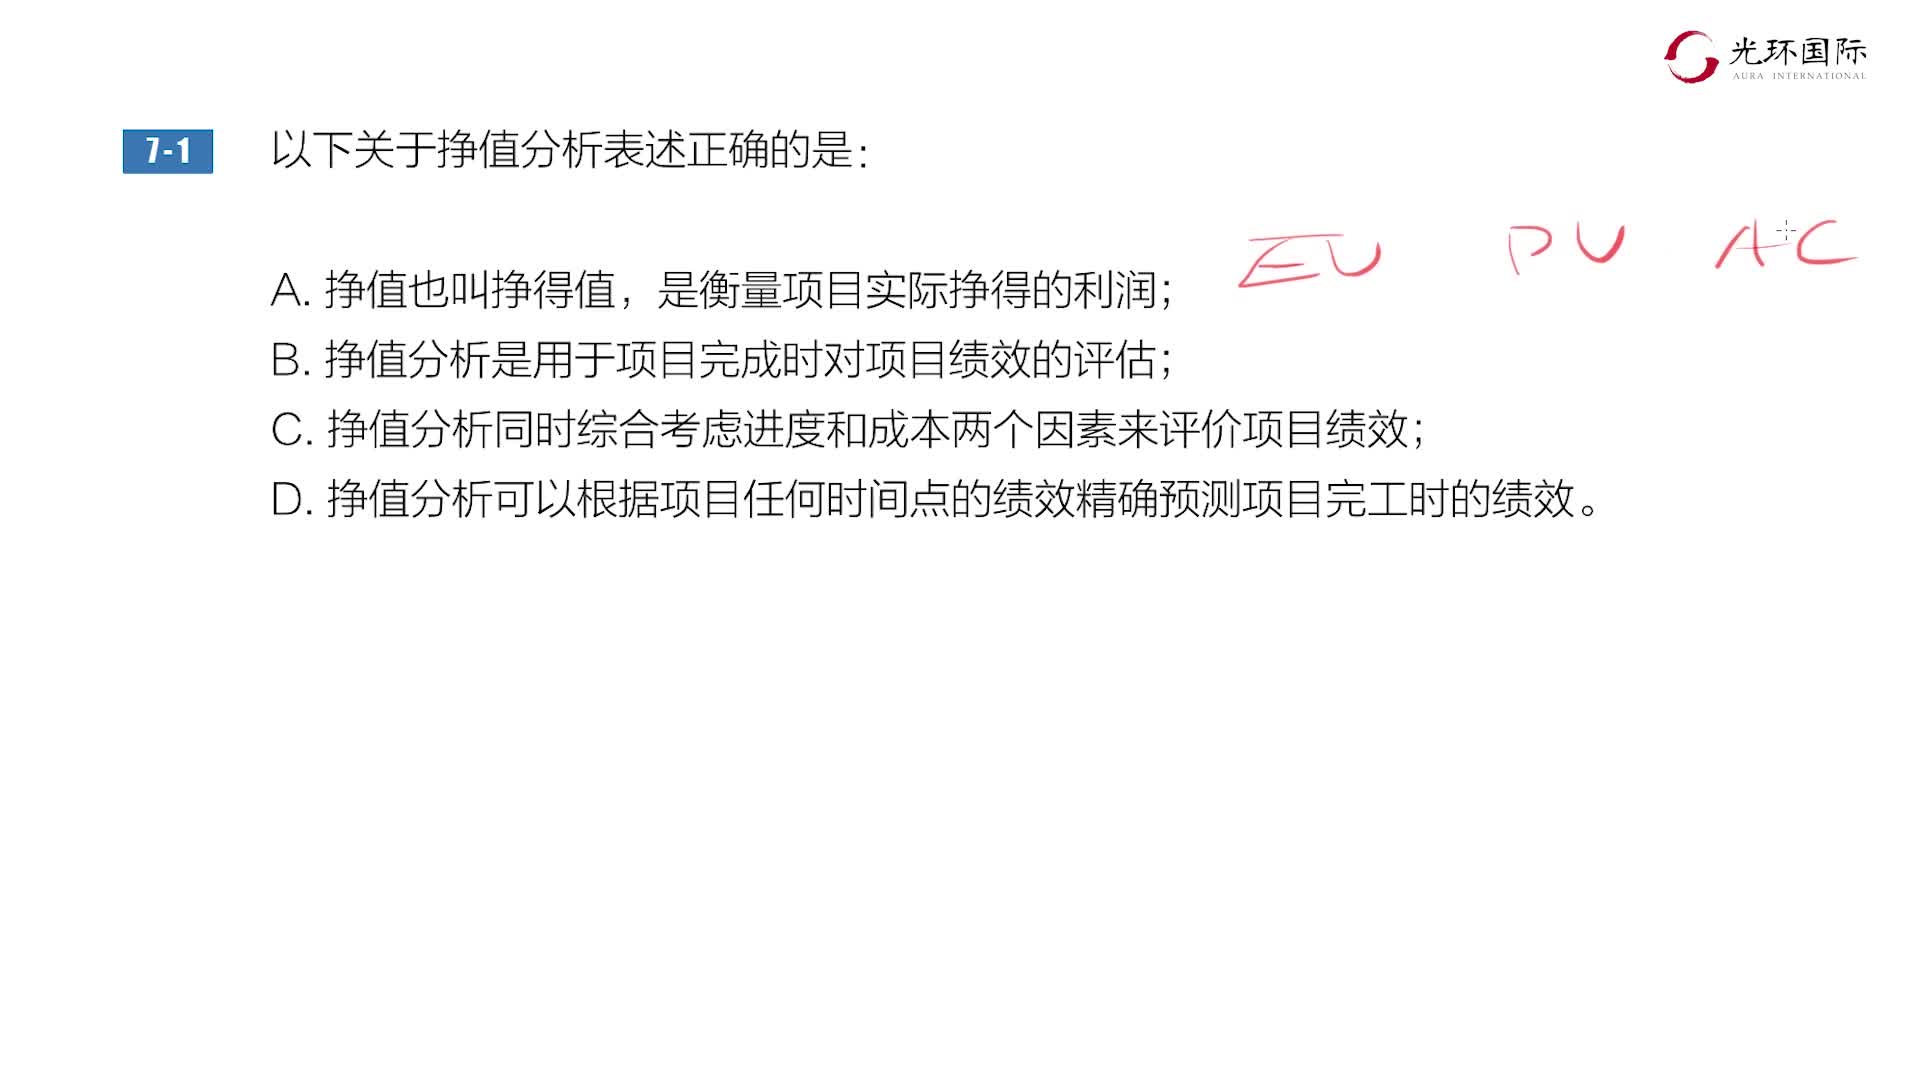 光环国际
AURA INTERNATIONAL
7-1 以下关于挣值分析表述正确的是：
EV PV AC
A. 挣值也叫挣得值，是衡量项目实际挣得的利润；
B. 挣值分析是用于项目完成时对项目绩效的评估；
C. 挣值分析同时综合考虑进度和成本两个因素来评价项目绩效；
D. 挣值分析可以根据项目任何时间点的绩效精确预测项目完工时的绩效。